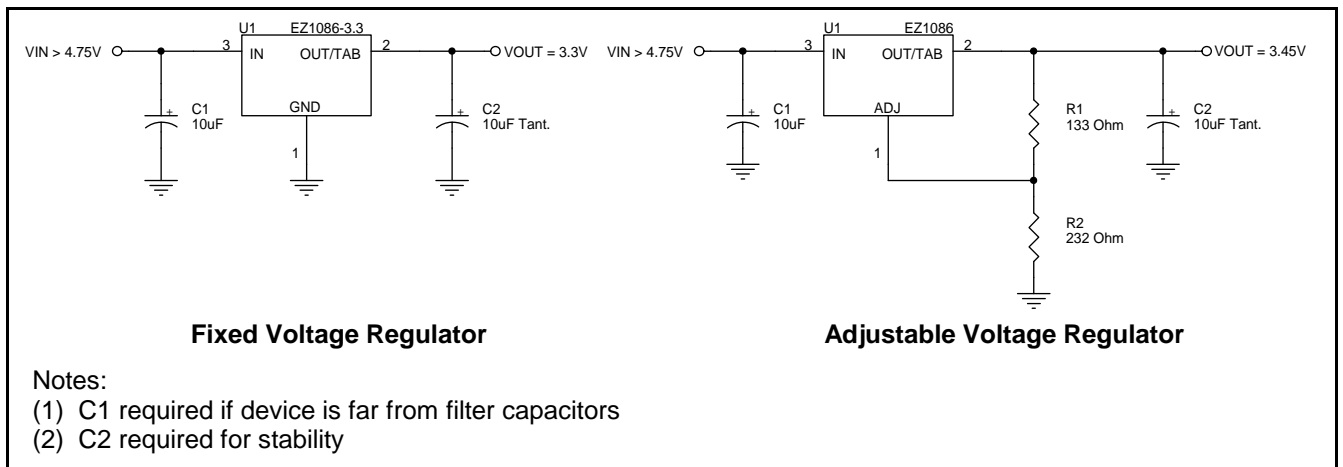 U1 EZ1086-3.3
VIN > 4.75V 3 IN OUT/TAB 2 VOUT = 3.3V
GND
+ C1
10uF
+ C2
10uF Tant.
1
Fixed Voltage Regulator
U1 EZ1086
VIN > 4.75V 3 IN OUT/TAB 2 VOUT = 3.45V
ADJ
+ C1
10uF
R1
133 Ohm
+ C2
10uF Tant.
1
R2
232 Ohm
Adjustable Voltage Regulator
Notes:
(1) C1 required if device is far from filter capacitors
(2) C2 required for stability